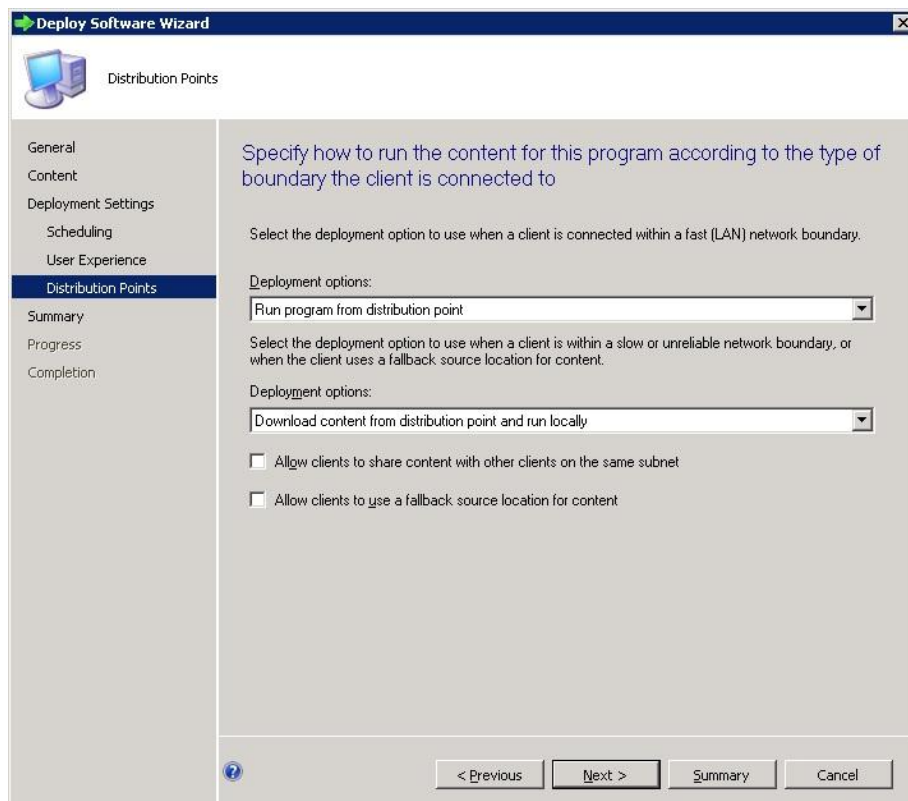 Deploy Software Wizard
Distribution Points
General
Content
Deployment Settings
Scheduling
User Experience
Distribution Points
Summary
Progress
Completion
Specify how to run the content for this program according to the type of
boundary the client is connected to
Select the deployment option to use when a client is connected within a fast (LAN) network boundary.
Deployment options:
Run program from distribution point
Select the deployment option to use when a client is within a slow or unreliable network boundary, or
when the client uses a fallback source location for content.
Deployment options:
Download content from distribution point and run locally
Allow clients to share content with other clients on the same subnet
Allow clients to use a fallback source location for content
< Previous
Next >
Summary
Cancel